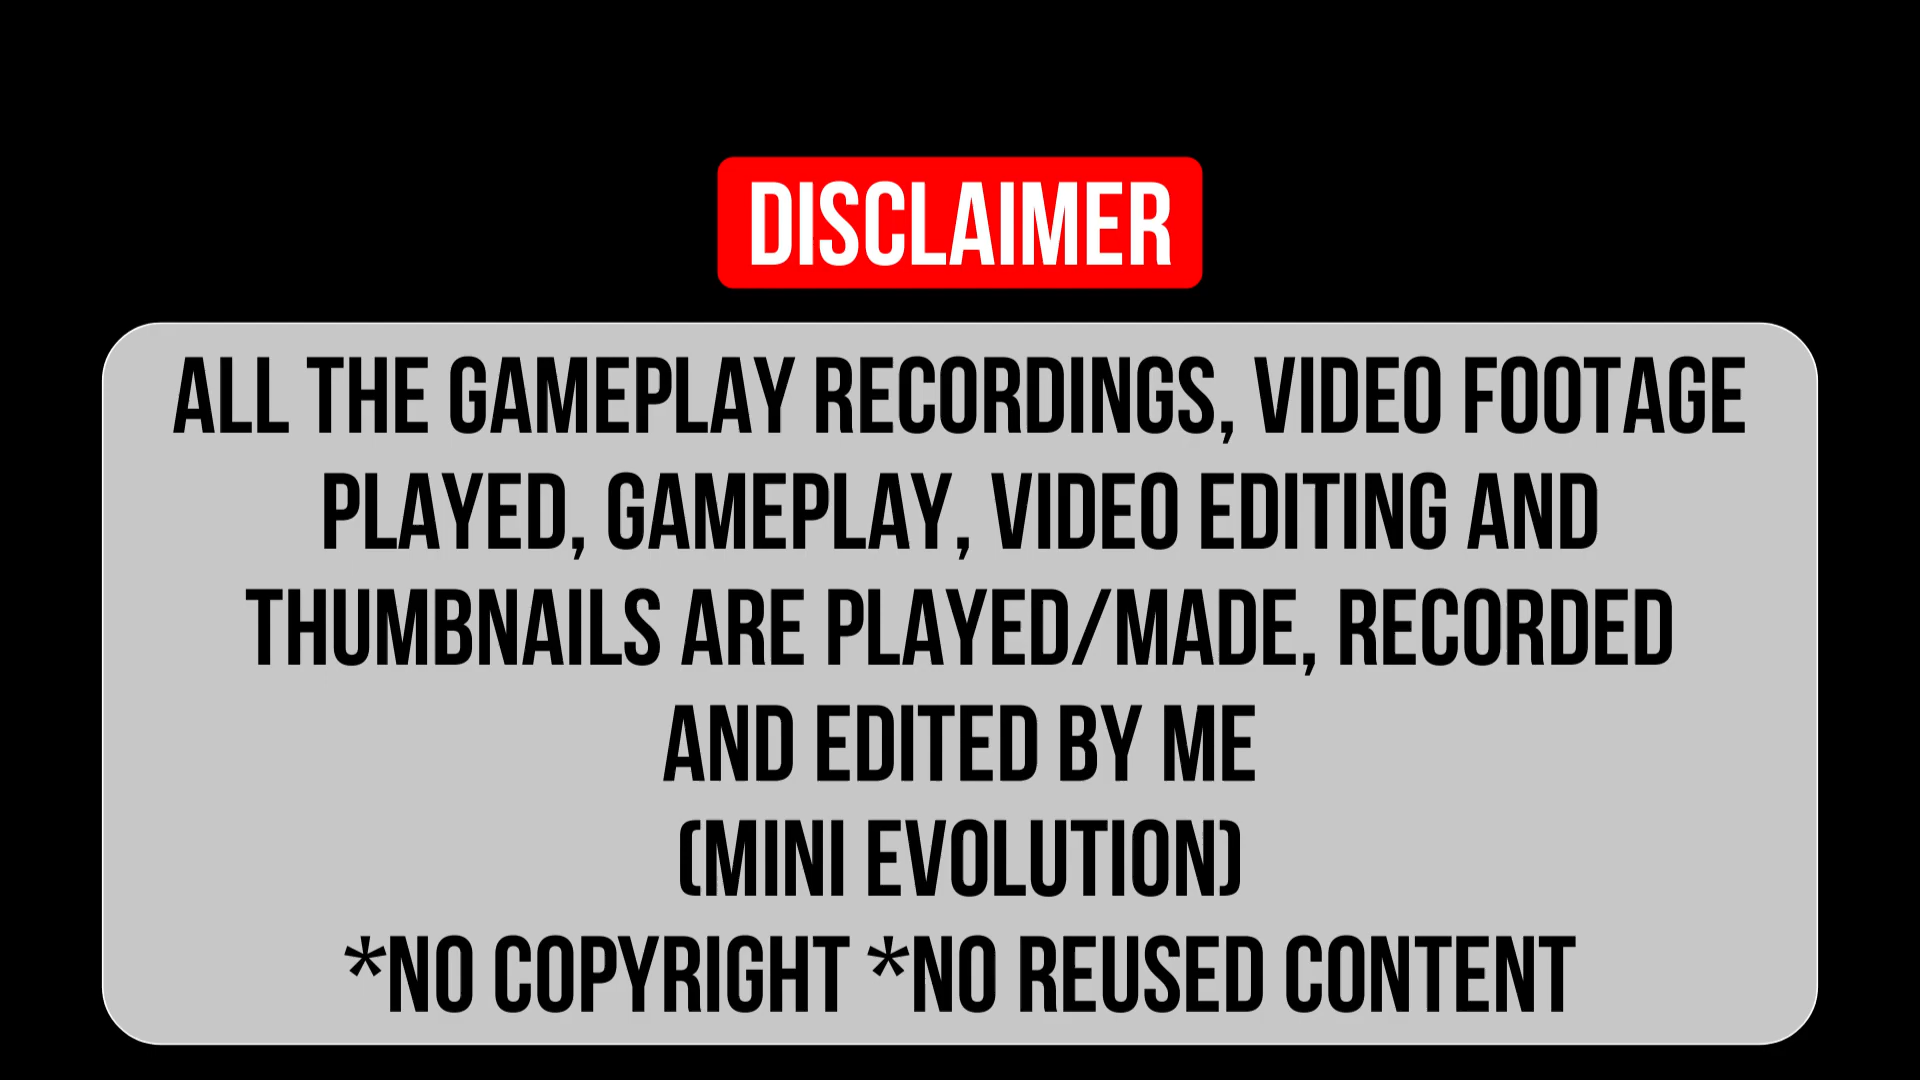 DISCLAIMER
ALL THE GAMEPLAY RECORDINGS, VIDEO FOOTAGE
PLAYED, GAMEPLAY, VIDEO EDITING AND
THUMBNAILS ARE PLAYED/MADE, RECORDED
AND EDITED BY ME
(MINI EVOLUTION)
*NO COPYRIGHT *NO REUSED CONTENT